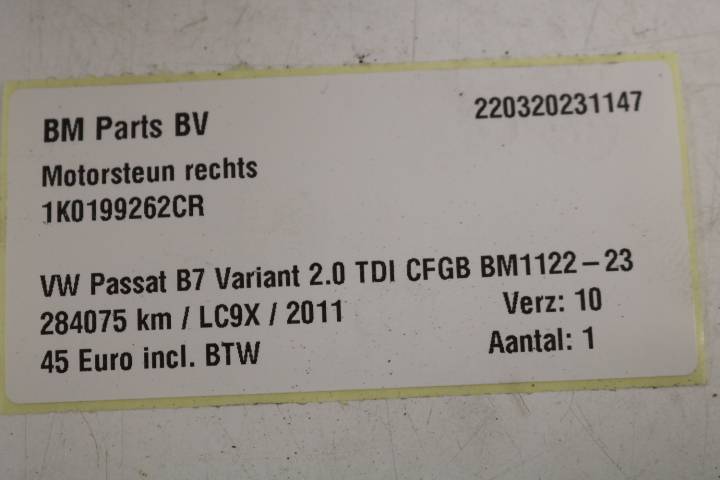 BM Parts BV 220320231147
Motorsteun rechts
1K0199262CR
VW Passat B7 Variant 2.0 TDI CFGB BM1122-23
284075 km / LC9X / 2011 Verz: 10
45 Euro incl. BTW Aantal: 1